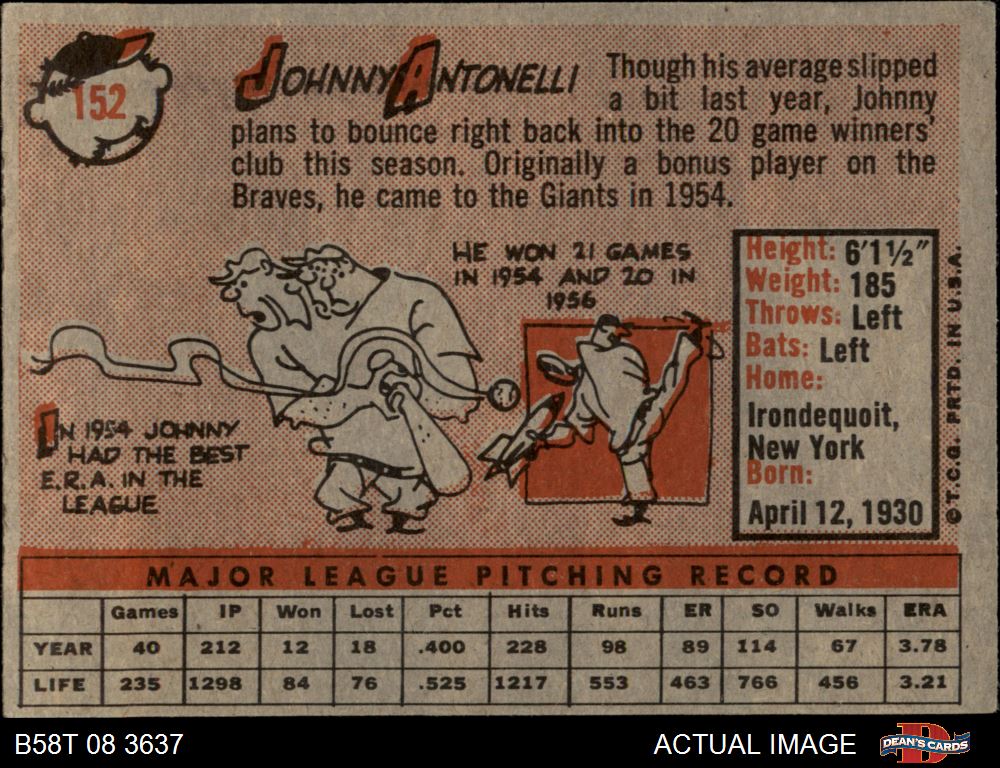 152
JOHNNY ANTONELLI
Though his average slipped
a bit last year, Johnny
plans to bounce right back into the 20 game winners'
club this season. Originally a bonus player on the
Braves, he came to the Giants in 1954.
HE WON 21 GAMES
IN 1954 AND 20 IN
1956
IN 1954 JOHNNY
HAD THE BEST
E.R.A. IN THE
LEAGUE
Height: 6'1½"
Weight: 185
Throws: Left
Bats: Left
Home:
Irondequoit,
New York
Born:
April 12, 1930
©T.C.G. PRTD. IN U.S.A.
MAJOR LEAGUE PITCHING RECORD
Games IP Won Lost Pct Hits Runs ER SO Walks ERA
YEAR 40 212 12 18 .400 228 98 89 114 67 3.78
LIFE 235 1298 84 76 .525 1217 553 463 766 456 3.21
B58T 08 3637
ACTUAL IMAGE
DEAN'S CARDS